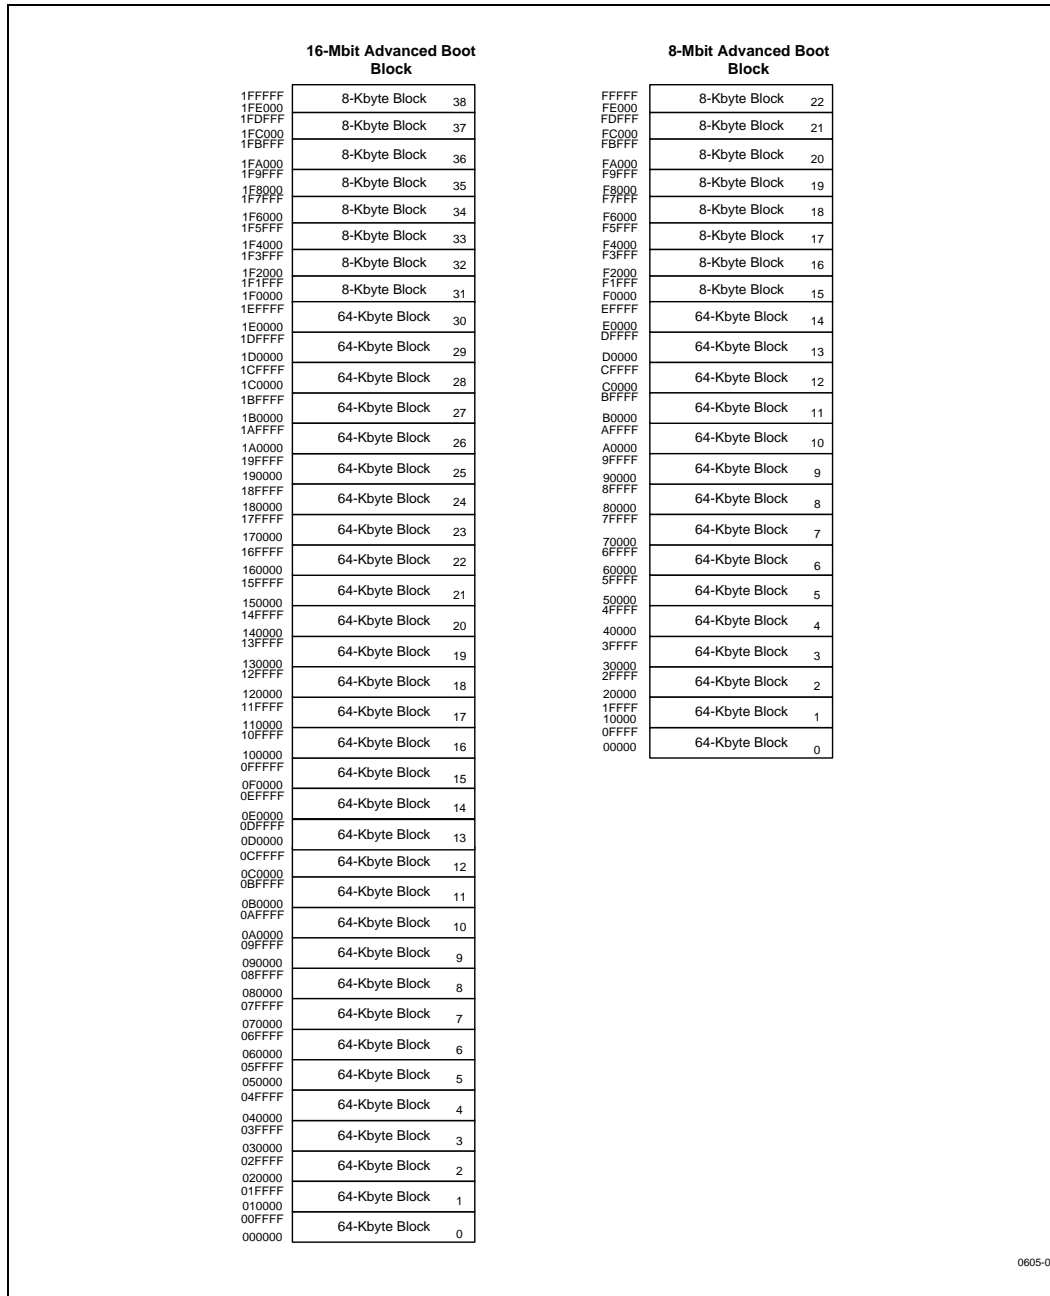 16-Mbit Advanced Boot
Block
1FFFFF
8-Kbyte Block 38
1FE000
1FDFFF
8-Kbyte Block 37
1FC000
1FBFFF
8-Kbyte Block 36
1FA000
1F9FFF
8-Kbyte Block 35
1F8000
1F7FFF
8-Kbyte Block 34
1F6000
1F5FFF
8-Kbyte Block 33
1F4000
1F3FFF
8-Kbyte Block 32
1F2000
1F1FFF
8-Kbyte Block 31
1F0000
1EFFFF
64-Kbyte Block 30
1E0000
1DFFFF
64-Kbyte Block 29
1D0000
1CFFFF
64-Kbyte Block 28
1C0000
1BFFFF
64-Kbyte Block 27
1B0000
1AFFFF
64-Kbyte Block 26
1A0000
19FFFF
64-Kbyte Block 25
190000
18FFFF
64-Kbyte Block 24
180000
17FFFF
64-Kbyte Block 23
170000
16FFFF
64-Kbyte Block 22
160000
15FFFF
64-Kbyte Block 21
150000
14FFFF
64-Kbyte Block 20
140000
13FFFF
64-Kbyte Block 19
130000
12FFFF
64-Kbyte Block 18
120000
11FFFF
64-Kbyte Block 17
110000
10FFFF
64-Kbyte Block 16
100000
0FFFFF
64-Kbyte Block 15
0F0000
0EFFFF
64-Kbyte Block 14
0E0000
0DFFFF
64-Kbyte Block 13
0D0000
0CFFFF
64-Kbyte Block 12
0C0000
0BFFFF
64-Kbyte Block 11
0B0000
0AFFFF
64-Kbyte Block 10
0A0000
09FFFF
64-Kbyte Block 9
090000
08FFFF
64-Kbyte Block 8
080000
07FFFF
64-Kbyte Block 7
070000
06FFFF
64-Kbyte Block 6
060000
05FFFF
64-Kbyte Block 5
050000
04FFFF
64-Kbyte Block 4
040000
03FFFF
64-Kbyte Block 3
030000
02FFFF
64-Kbyte Block 2
020000
01FFFF
64-Kbyte Block 1
010000
00FFFF
64-Kbyte Block 0
000000
8-Mbit Advanced Boot
Block
FFFFF
8-Kbyte Block 22
FE000
FDFFF
8-Kbyte Block 21
FC000
FBFFF
8-Kbyte Block 20
FA000
F9FFF
8-Kbyte Block 19
F8000
F7FFF
8-Kbyte Block 18
F6000
F5FFF
8-Kbyte Block 17
F4000
F3FFF
8-Kbyte Block 16
F2000
F1FFF
8-Kbyte Block 15
F0000
EFFFF
64-Kbyte Block 14
E0000
DFFFF
64-Kbyte Block 13
D0000
CFFFF
64-Kbyte Block 12
C0000
BFFFF
64-Kbyte Block 11
B0000
AFFFF
64-Kbyte Block 10
A0000
9FFFF
64-Kbyte Block 9
90000
8FFFF
64-Kbyte Block 8
80000
7FFFF
64-Kbyte Block 7
70000
6FFFF
64-Kbyte Block 6
60000
5FFFF
64-Kbyte Block 5
50000
4FFFF
64-Kbyte Block 4
40000
3FFFF
64-Kbyte Block 3
30000
2FFFF
64-Kbyte Block 2
20000
1FFFF
64-Kbyte Block 1
10000
0FFFF
64-Kbyte Block 0
00000
0605-0